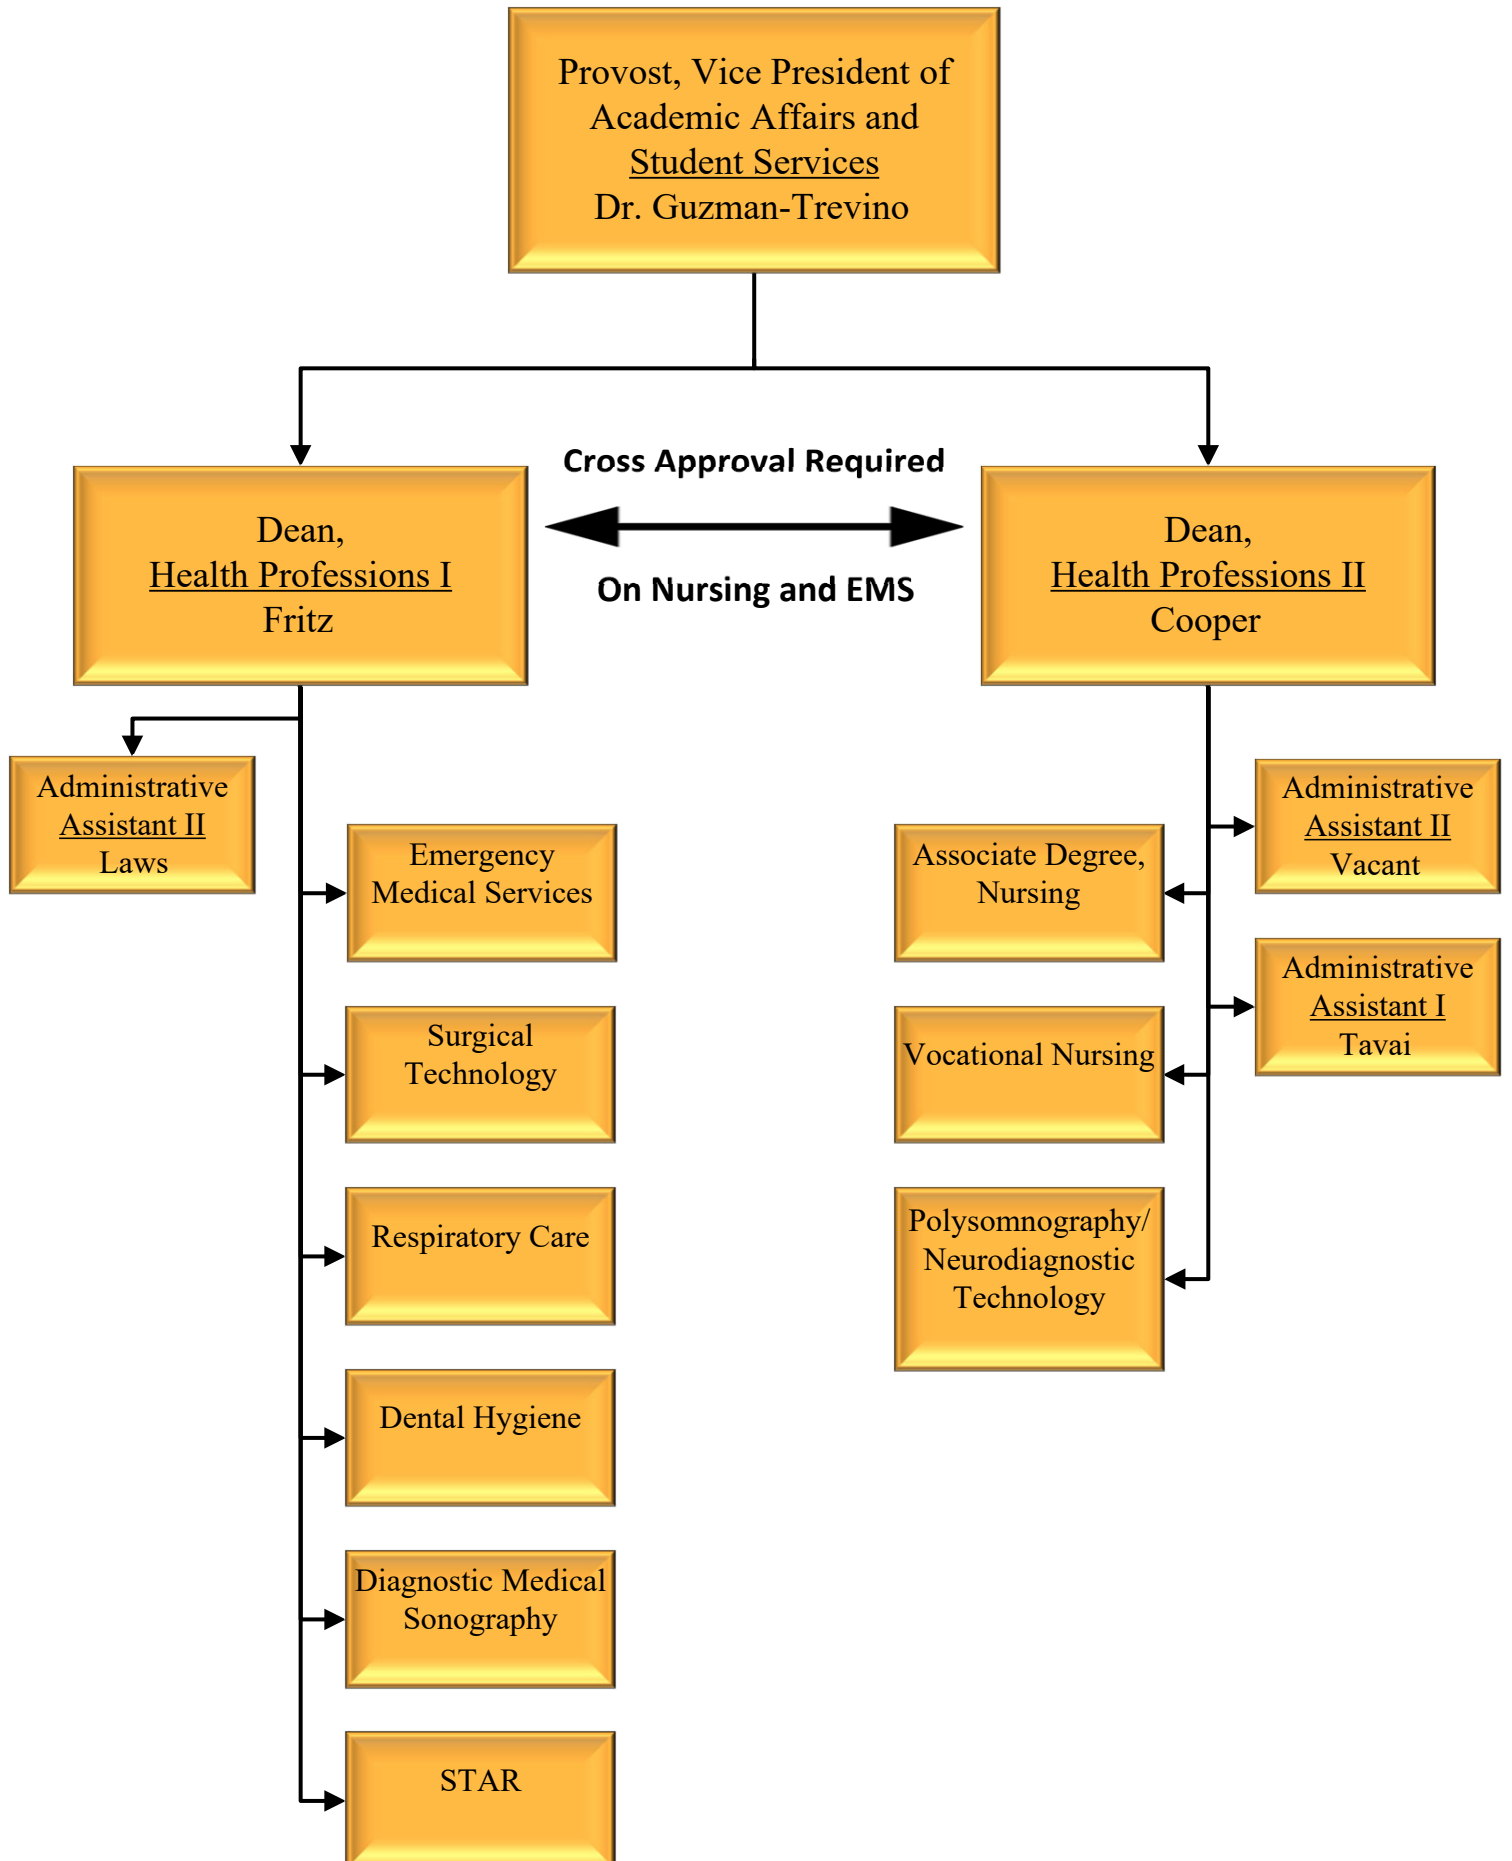 Provost, Vice President of
Academic Affairs and
Student Services
Dr. Guzman-Trevino
Cross Approval Required
On Nursing and EMS
Dean,
Health Professions I
Fritz
Dean,
Health Professions II
Cooper
Administrative
Assistant II
Laws
Emergency
Medical Services
Surgical
Technology
Respiratory Care
Dental Hygiene
Diagnostic Medical
Sonography
STAR
Associate Degree,
Nursing
Vocational Nursing
Polysomnography/
Neurodiagnostic
Technology
Administrative
Assistant II
Vacant
Administrative
Assistant I
Tavai